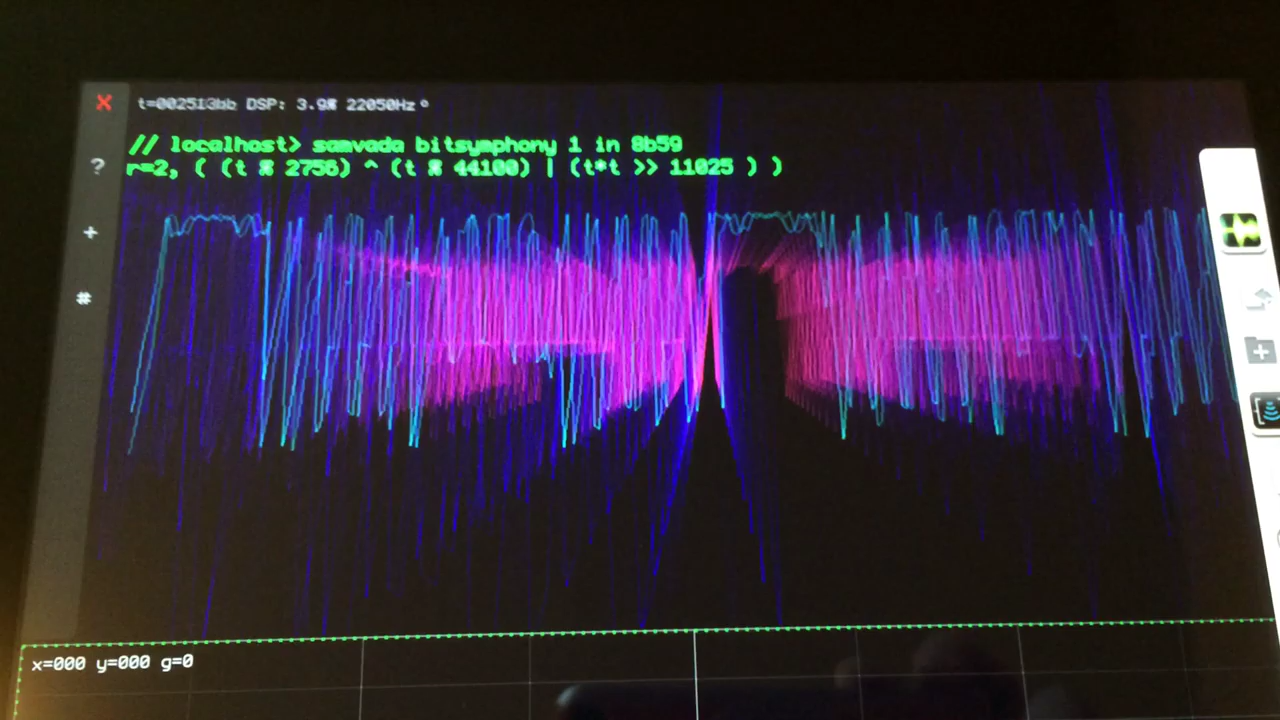 X
t=002513bb DSP: 3.9% 22050Hz°
?
// localhost> samvada bitsymphony 1 in 8b59
r=2, ( (t % 2756) ^ (t % 44100) | (t*t >> 11025 ) )
+
#
x=000 y=000 g=0